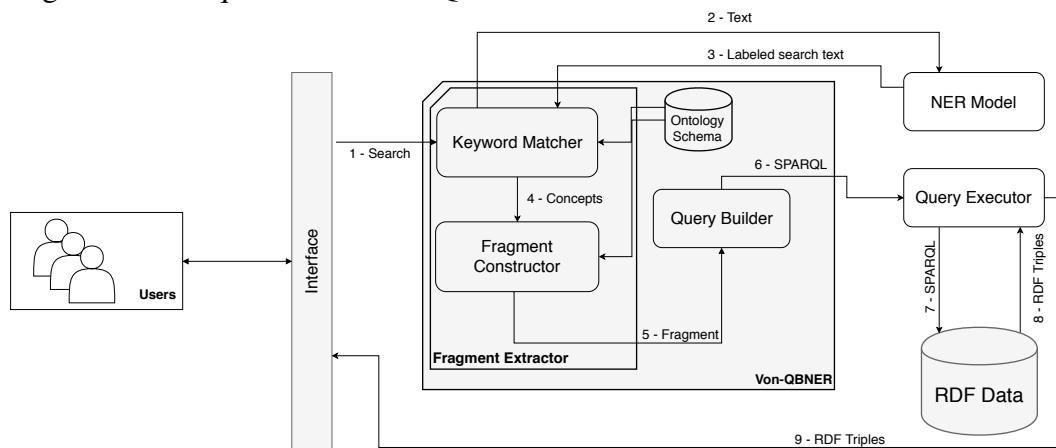 2 - Text
3 - Labeled search text
NER Model
Ontology
Schema
Keyword Matcher
1 - Search
6 - SPARQL
4 - Concepts
Query Builder
Query Executor
Fragment
Constructor
Interface
Users
7 - SPARQL
8 - RDF Triples
5 - Fragment
Fragment Extractor
Von-QBNER
RDF Data
9 - RDF Triples